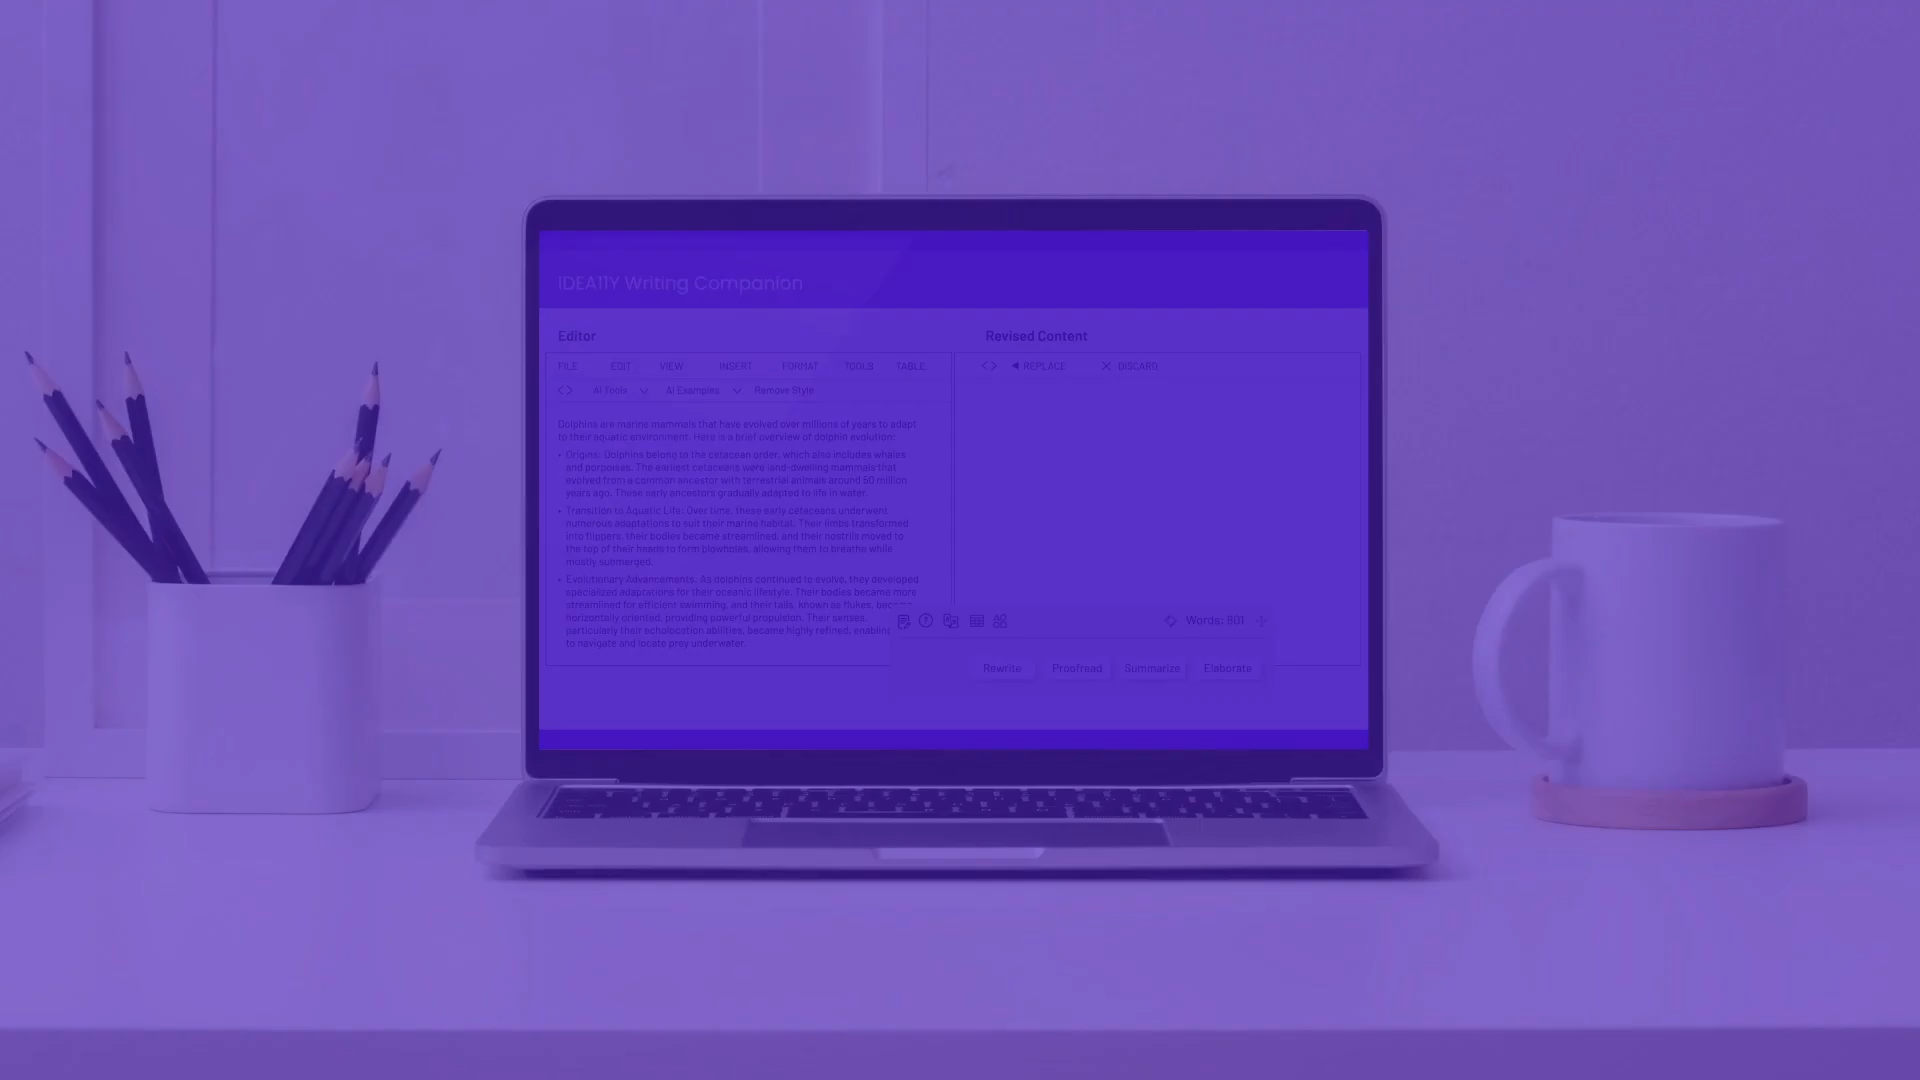 IDEA11Y Writing Companion
Editor
FILE EDIT VIEW INSERT FORMAT TOOLS TABLE
<> AI Tools AI Examples Remove Style
Dolphins are marine mammals that have evolved over millions of years to adapt
to their aquatic environment. Here is a brief overview of dolphin evolution:
• Origins: Dolphins belong to the cetacean order, which also includes whales
and porpoises. The earliest cetaceans were land-dwelling mammals that
evolved from a common ancestor with terrestrial animals around 50 million
years ago. These early ancestors gradually adapted to life in water.
• Transition to Aquatic Life: Over time, these early cetaceans underwent
numerous adaptations to suit their marine habitat. Their limbs transformed
into flippers, their bodies became streamlined, and their nostrils moved to
the top of their heads to form blowholes, allowing them to breathe while
mostly submerged.
• Evolutionary Advancements: As dolphins continued to evolve, they developed
specialized adaptations for their oceanic lifestyle. Their bodies became more
streamlined for efficient swimming, and their tails, known as flukes,
horizontally oriented, providing powerful propulsion. Their senses,
particularly their echolocation abilities, became highly refined,
to navigate and locate prey underwater.
Revised Content
<> REPLACE DISCARD
Words: 801
Rewrite Proofread Summarize Elaborate